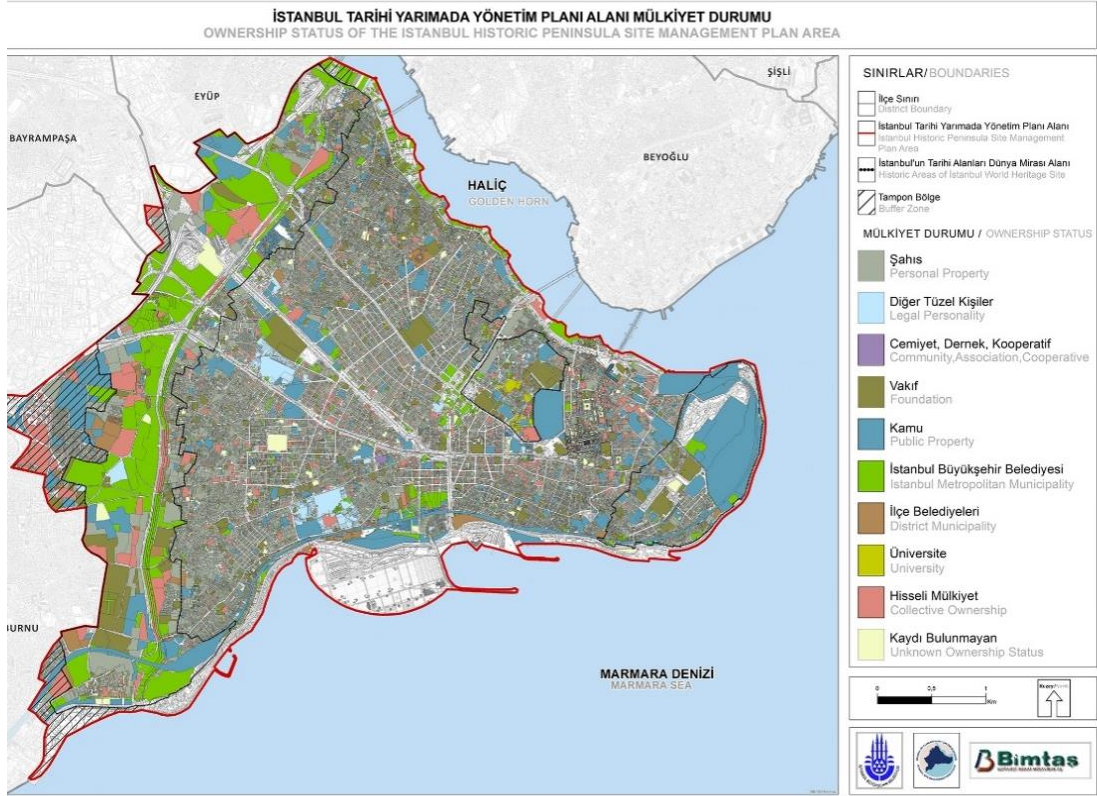 İSTANBUL TARİHİ YARIMADA YÖNETİM PLANI ALANI MÜLKİYET DURUMU
OWNERSHIP STATUS OF THE ISTANBUL HISTORIC PENINSULA SITE MANAGEMENT PLAN AREA
ŞİŞLİ
EYÜP
BAYRAMPAŞA
BEYOĞLU
HALİÇ
GOLDEN HORN
BURNU
MARMARA DENİZİ
MARMARA SEA
SINIRLAR/BOUNDARIES
İlçe Sınırı
District Boundary
İstanbul Tarihi Yarımada Yönetim Planı Alanı
Istanbul Historic Peninsula Site Management
Plan Area
İstanbul'un Tarihi Alanları Dünya Mirası Alanı
Historic Areas of Istanbul World Heritage Site
Tampon Bölge
Buffer Zone
MÜLKİYET DURUMU / OWNERSHIP STATUS
Şahıs
Personal Property
Diğer Tüzel Kişiler
Legal Personality
Cemiyet, Dernek, Kooperatif
Community,Association,Cooperative
Vakıf
Foundation
Kamu
Public Property
İstanbul Büyükşehir Belediyesi
Istanbul Metropolitan Municipality
İlçe Belediyeleri
District Municipality
Üniversite
University
Hisseli Mülkiyet
Collective Ownership
Kaydı Bulunmayan
Unknown Ownership Status
0 0,5 1
Km
Bimtaş